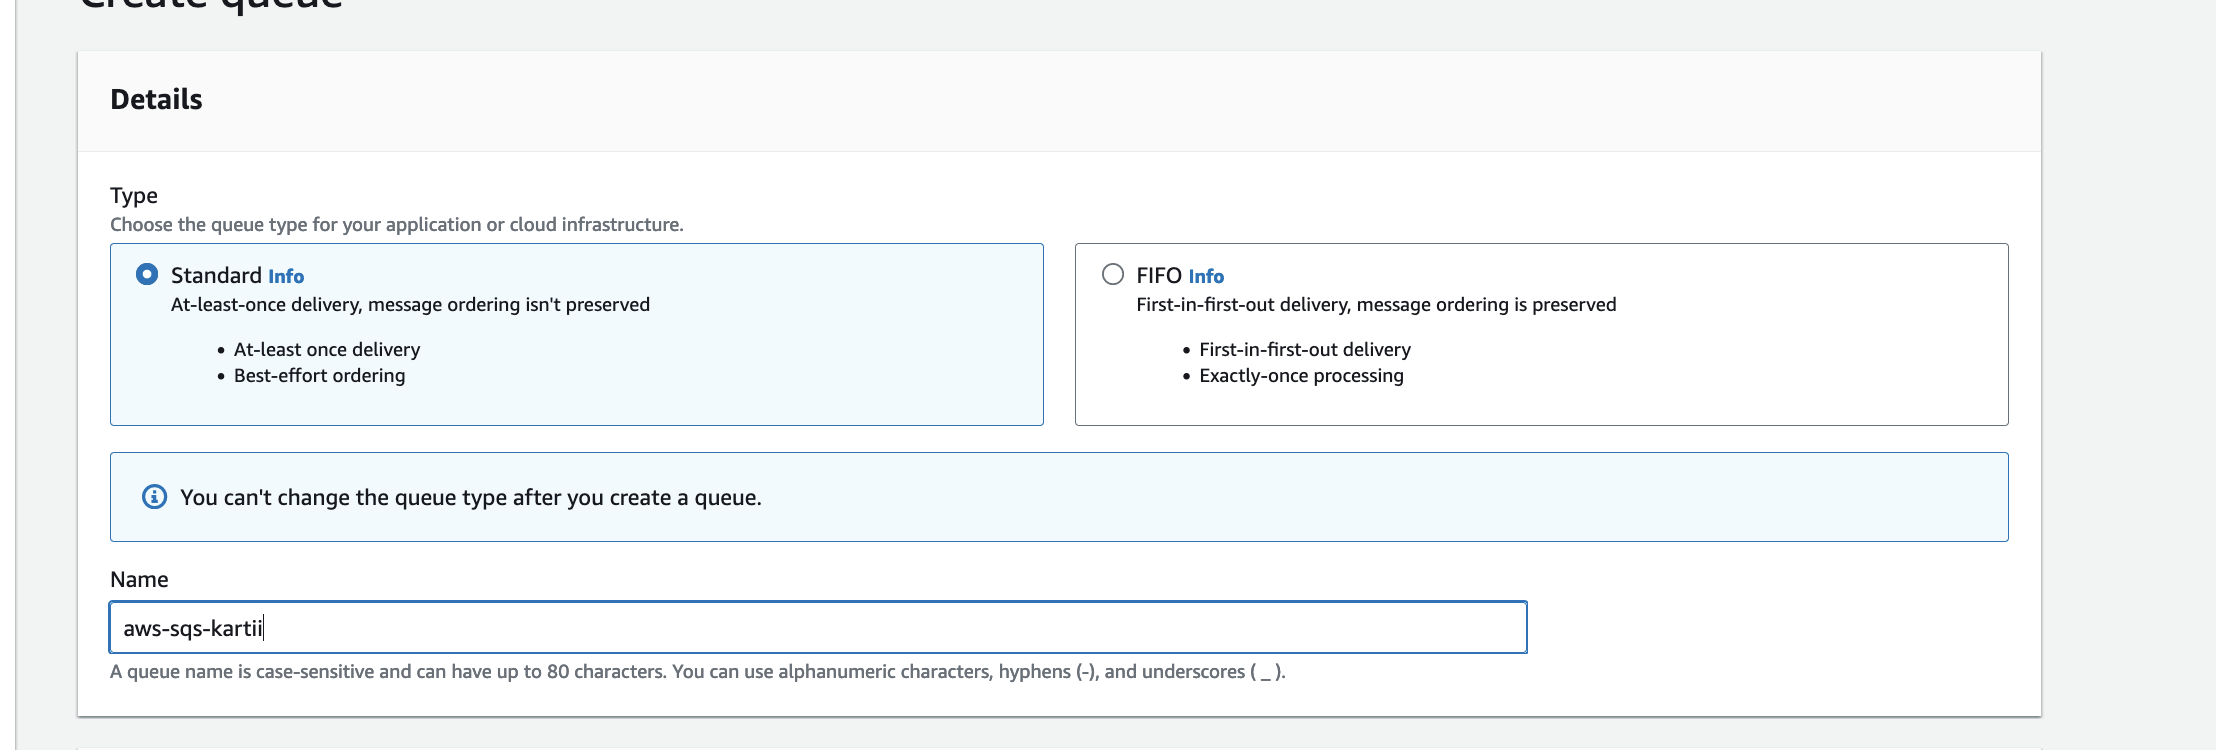 Create queue
Details
Type
Choose the queue type for your application or cloud infrastructure.
Standard Info
At-least-once delivery, message ordering isn't preserved
• At-least once delivery
• Best-effort ordering
FIFO Info
First-in-first-out delivery, message ordering is preserved
• First-in-first-out delivery
• Exactly-once processing
You can't change the queue type after you create a queue.
Name
aws-sqs-kartii
A queue name is case-sensitive and can have up to 80 characters. You can use alphanumeric characters, hyphens (-), and underscores ( _ ).